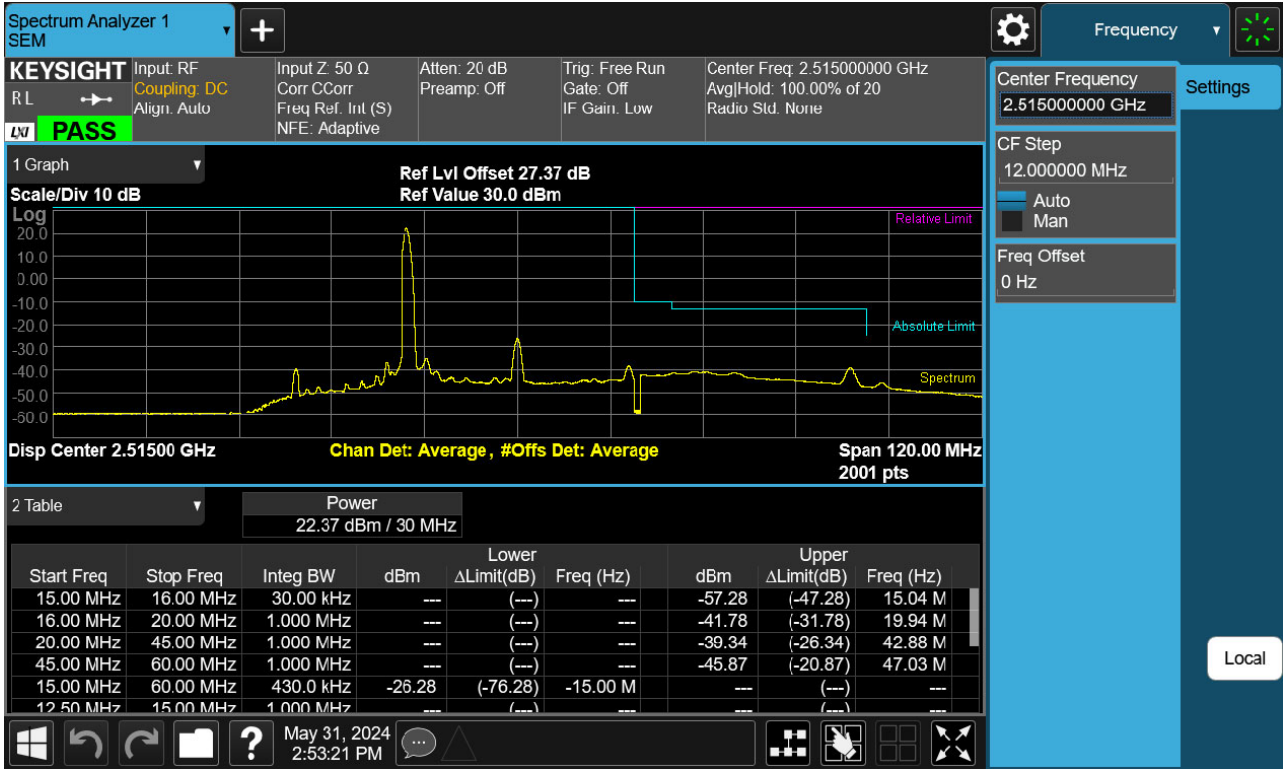 Spectrum Analyzer 1
SEM
Frequency
KEYSIGHT
RL
LXI
PASS
Input: RF
Coupling: DC
Align: Auto
Input Z: 50 Ω
Corr CCorr
Freq Ref: Int (S)
NFE: Adaptive
Atten: 20 dB
Preamp: Off
Trig: Free Run
Gate: Off
IF Gain: Low
Center Freq: 2.515000000 GHz
Avg|Hold: 100.00% of 20
Radio Std: None
Center Frequency
2.515000000 GHz
Settings
CF Step
12.000000 MHz
Auto
Man
Freq Offset
0 Hz
1 Graph
Scale/Div 10 dB
Ref Lvl Offset 27.37 dB
Ref Value 30.0 dBm
Log
20.0
10.0
0.00
-10.0
-20.0
-30.0
-40.0
-50.0
-60.0
Relative Limit
Absolute Limit
Spectrum
Disp Center 2.51500 GHz
Chan Det: Average , #Offs Det: Average
Span 120.00 MHz
2001 pts
2 Table
Power
22.37 dBm / 30 MHz
Lower Upper
Start Freq Stop Freq Integ BW dBm ΔLimit(dB) Freq (Hz) dBm ΔLimit(dB) Freq (Hz)
15.00 MHz 16.00 MHz 30.00 kHz --- (---) --- -57.28 (-47.28) 15.04 M
16.00 MHz 20.00 MHz 1.000 MHz --- (---) --- -41.78 (-31.78) 19.94 M
20.00 MHz 45.00 MHz 1.000 MHz --- (---) --- -39.34 (-26.34) 42.88 M
45.00 MHz 60.00 MHz 1.000 MHz --- (---) --- -45.87 (-20.87) 47.03 M
15.00 MHz 60.00 MHz 430.0 kHz -26.28 (-76.28) -15.00 M --- (---) ---
12.50 MHz 15.00 MHz 1.000 MHz --- (---) --- --- (---) ---
Local
?
May 31, 2024
2:53:21 PM